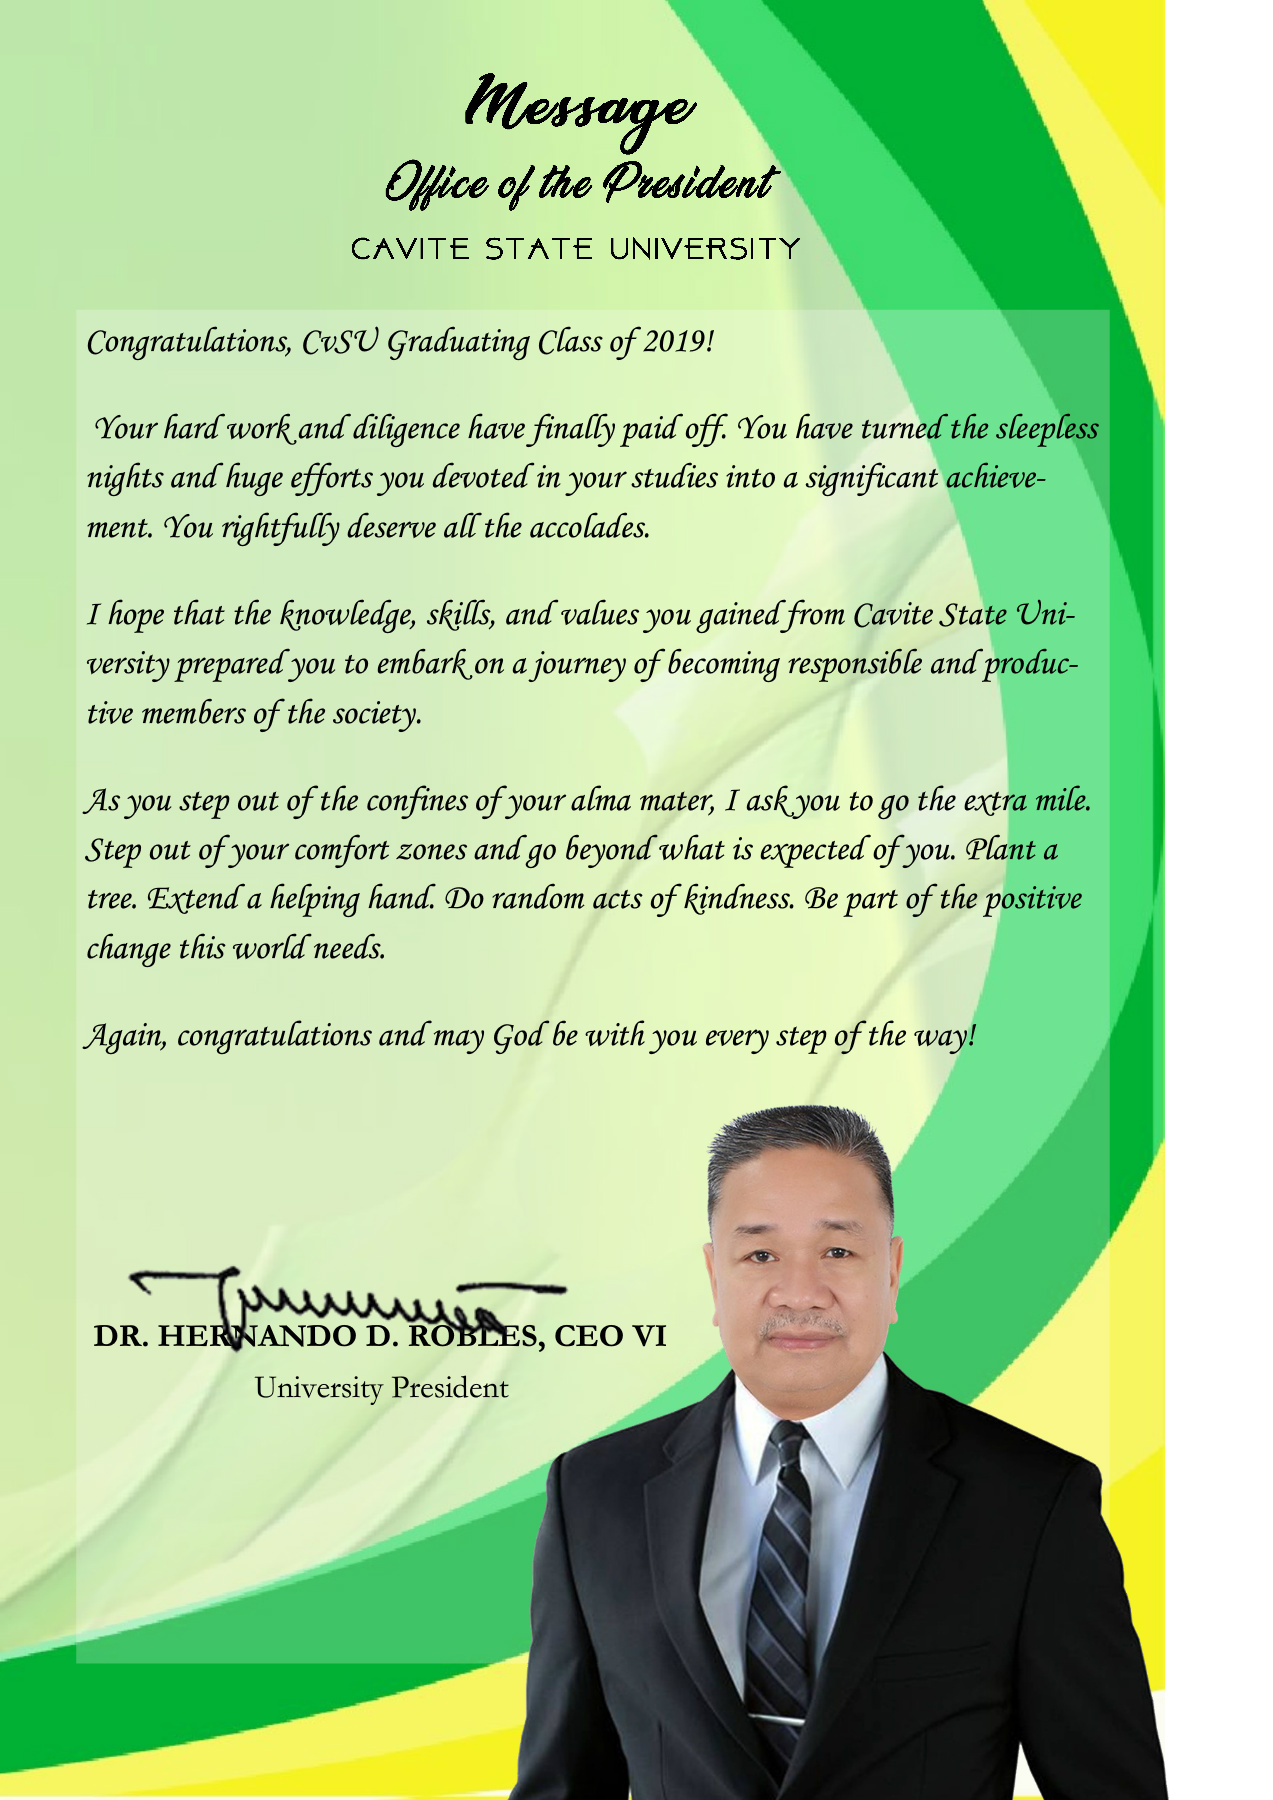 Message
Office of the President
CAVITE STATE UNIVERSITY
Congratulations, CvSU Graduating Class of 2019!
Your hard work and diligence have finally paid off. You have turned the sleepless
nights and huge efforts you devoted in your studies into a significant achieve-
ment. You rightfully deserve all the accolades.
I hope that the knowledge, skills, and values you gained from Cavite State Uni-
versity prepared you to embark on a journey of becoming responsible and produc-
tive members of the society.
As you step out of the confines of your alma mater, I ask you to go the extra mile.
Step out of your comfort zones and go beyond what is expected of you. Plant a
tree. Extend a helping hand. Do random acts of kindness. Be part of the positive
change this world needs.
Again, congratulations and may God be with you every step of the way!
DR. HERNANDO D. ROBLES, CEO VI
University President